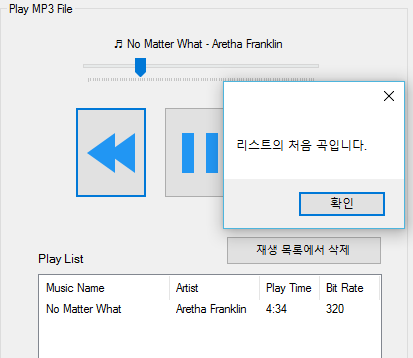 Play MP3 File
♬ No Matter What - Aretha Franklin
리스트의 처음 곡입니다.
확인
재생 목록에서 삭제
Play List
Music Name Artist Play Time Bit Rate
No Matter What Aretha Franklin 4:34 320